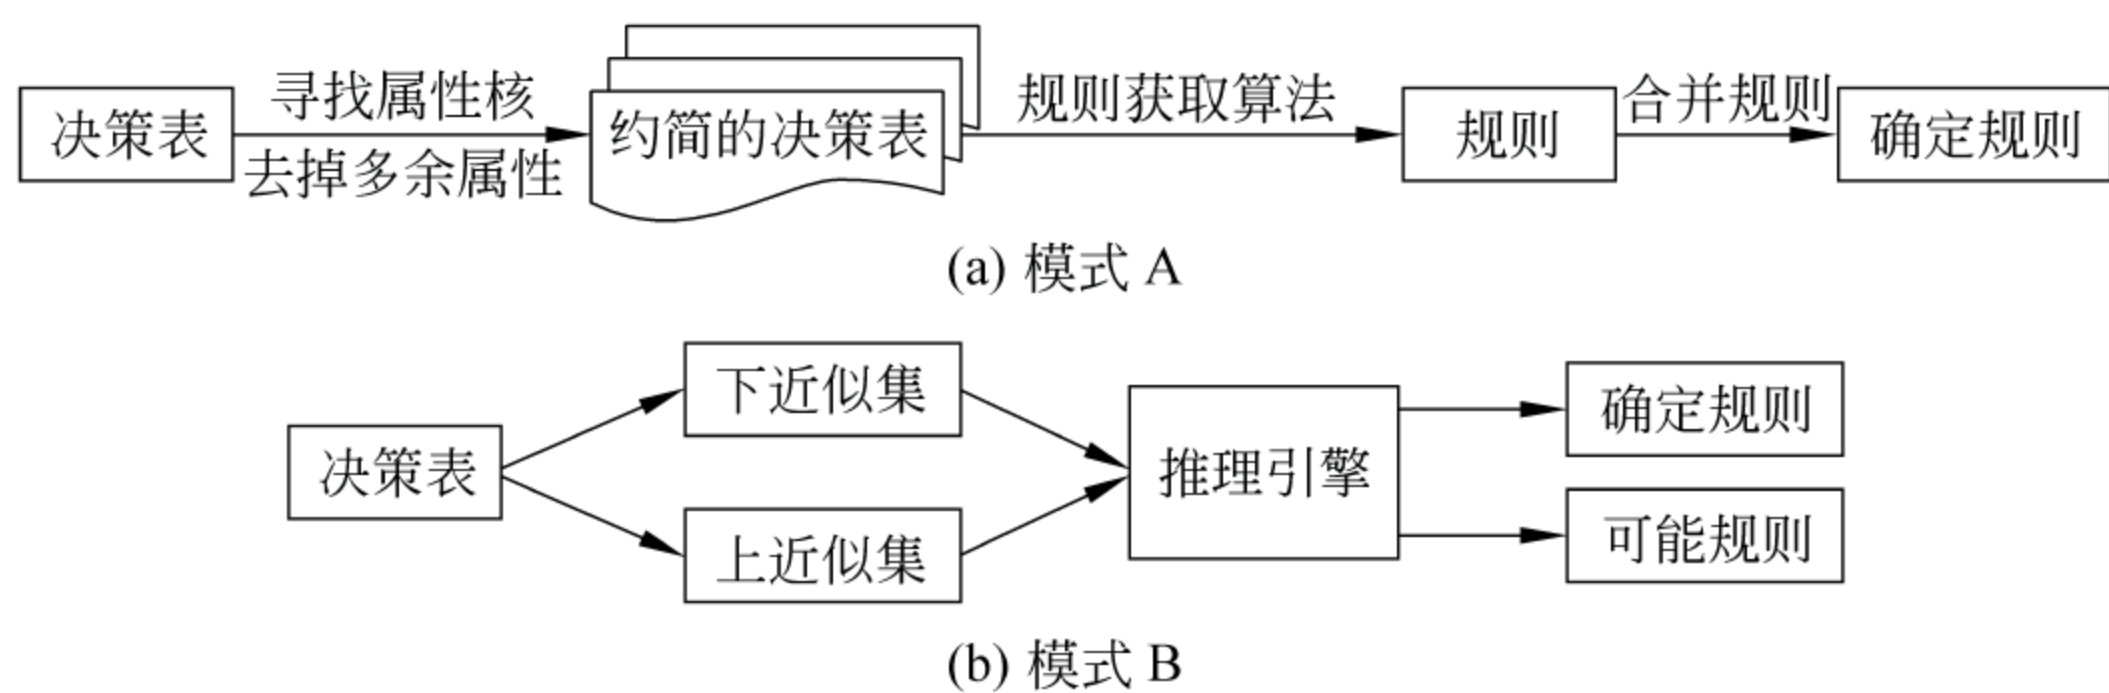 决策表
寻找属性核
去掉多余属性
约简的决策表
规则获取算法
规则
合并规则
确定规则
(a) 模式 A
决策表
下近似集
上近似集
推理引擎
确定规则
可能规则
(b) 模式 B